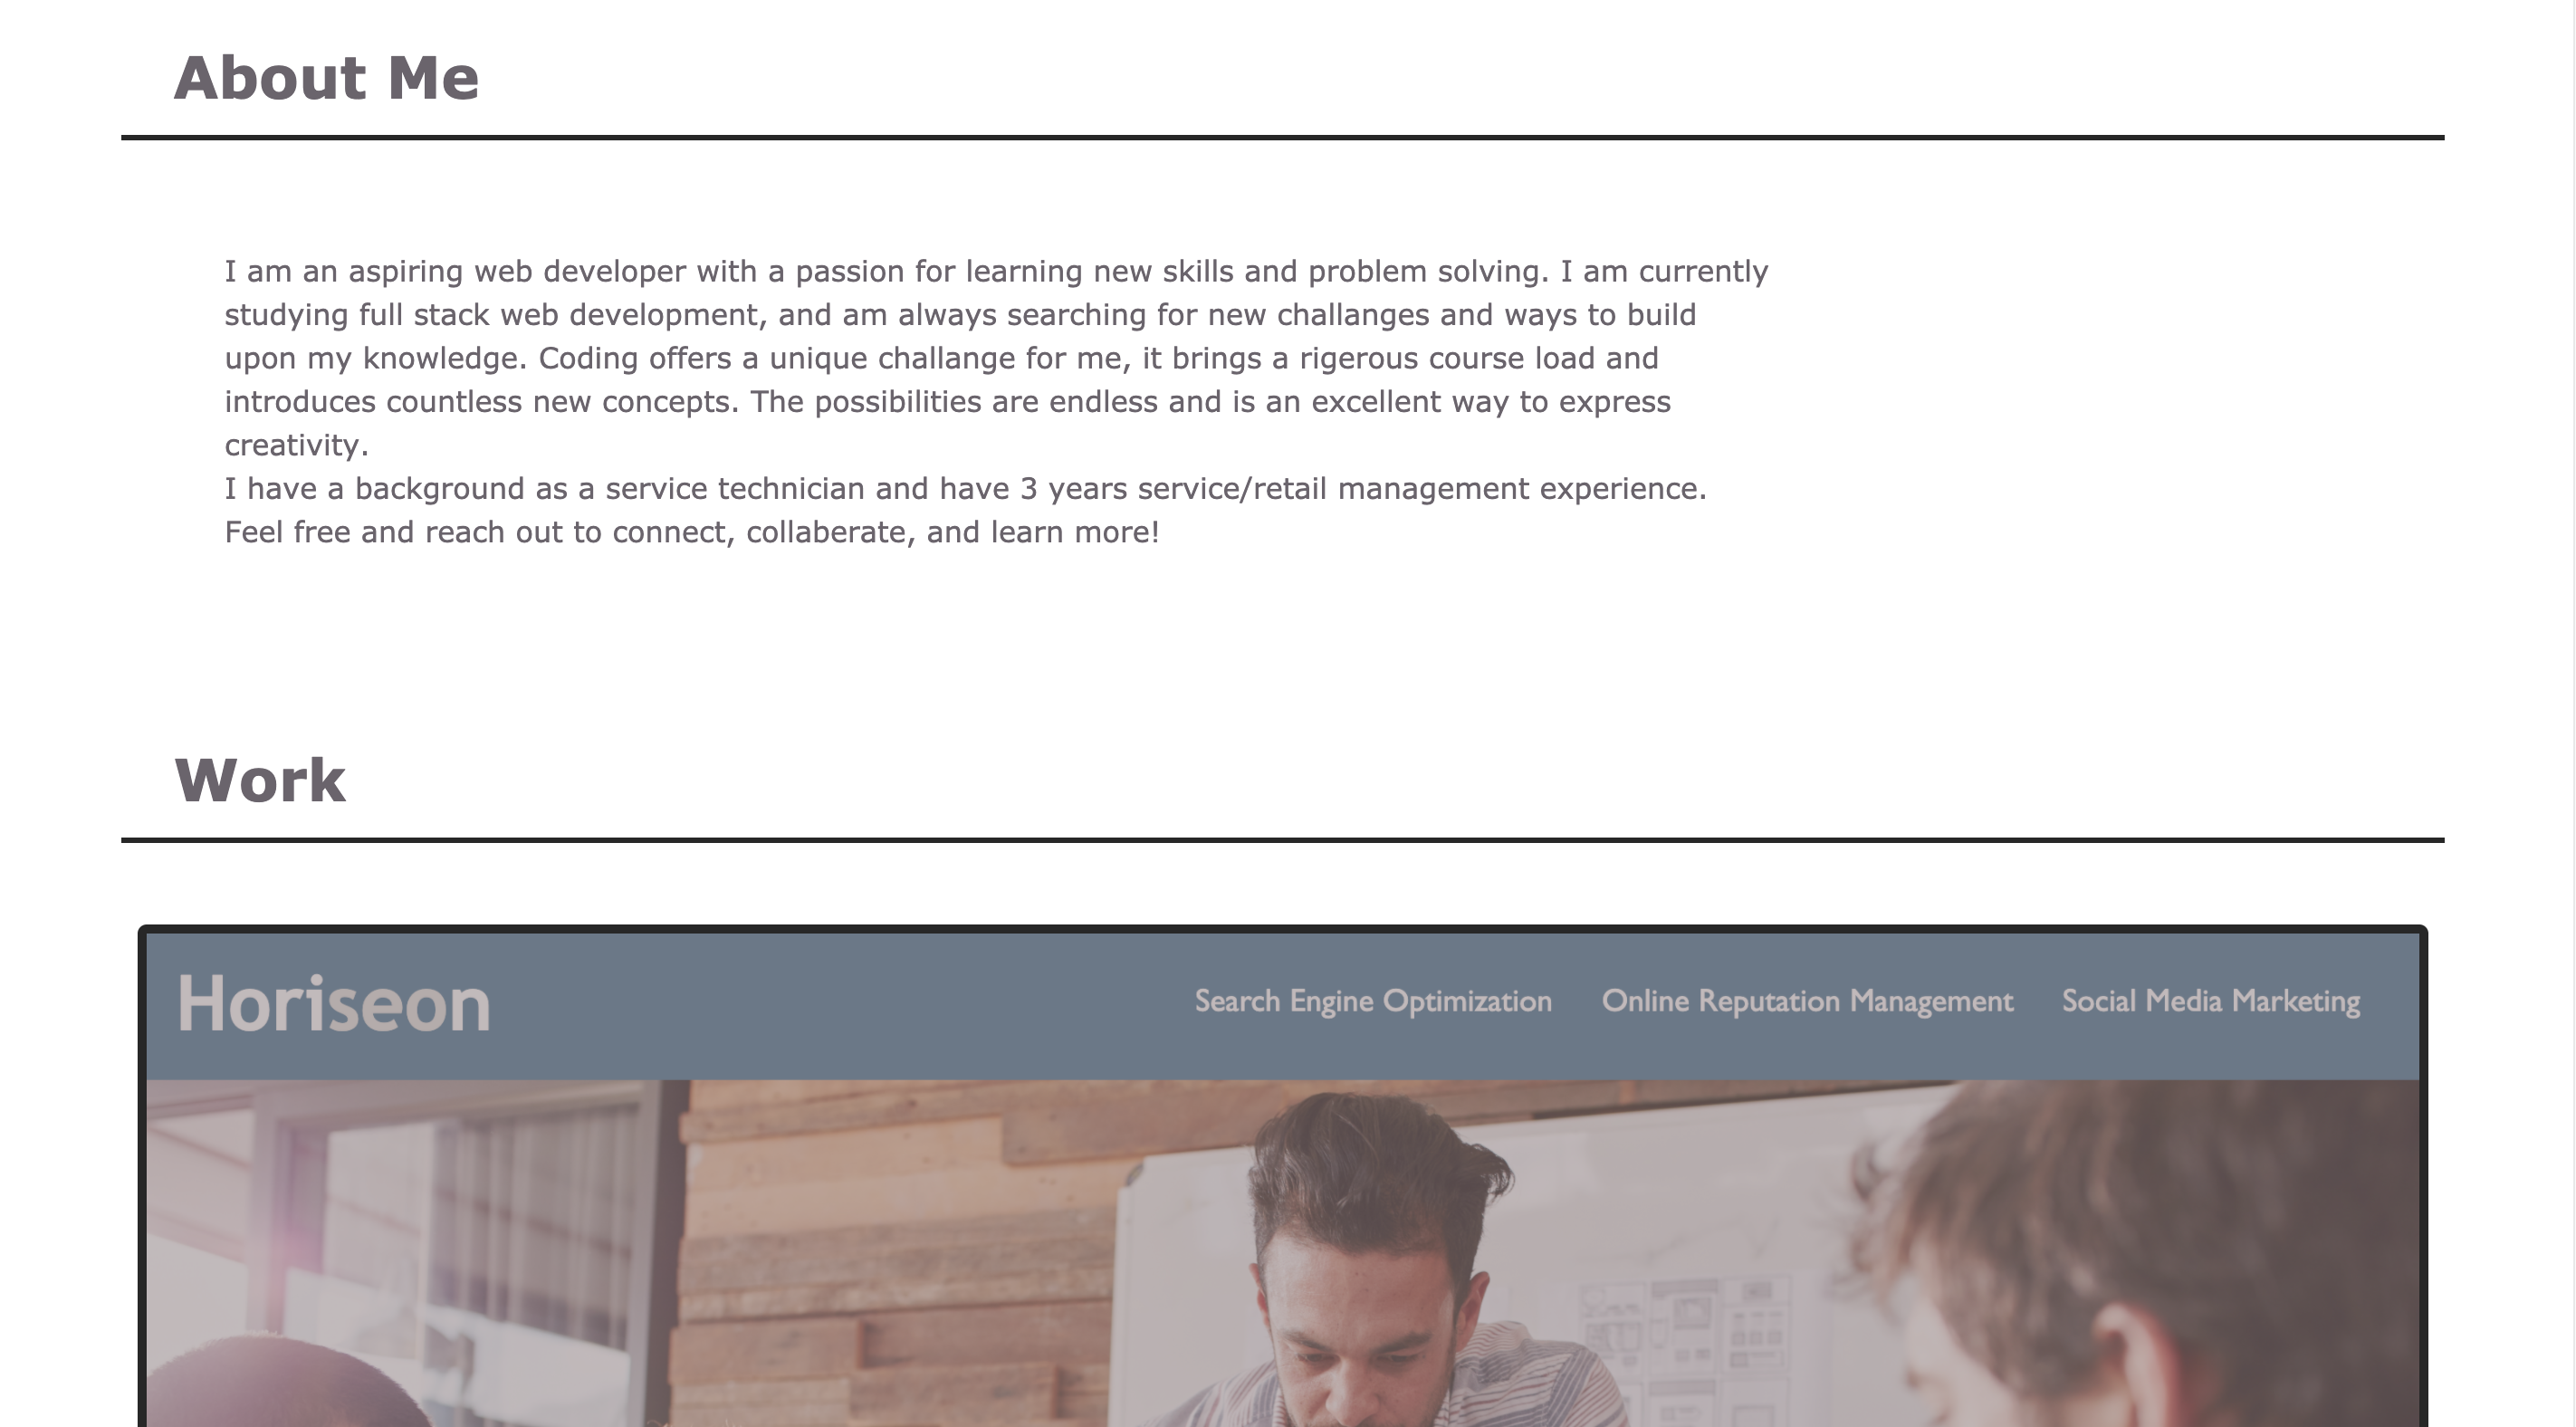 About Me
I am an aspiring web developer with a passion for learning new skills and problem solving. I am currently
studying full stack web development, and am always searching for new challanges and ways to build
upon my knowledge. Coding offers a unique challange for me, it brings a rigerous course load and
introduces countless new concepts. The possibilities are endless and is an excellent way to express
creativity.
I have a background as a service technician and have 3 years service/retail management experience.
Feel free and reach out to connect, collaberate, and learn more!
Work
Horiseon
Search Engine Optimization Online Reputation Management Social Media Marketing